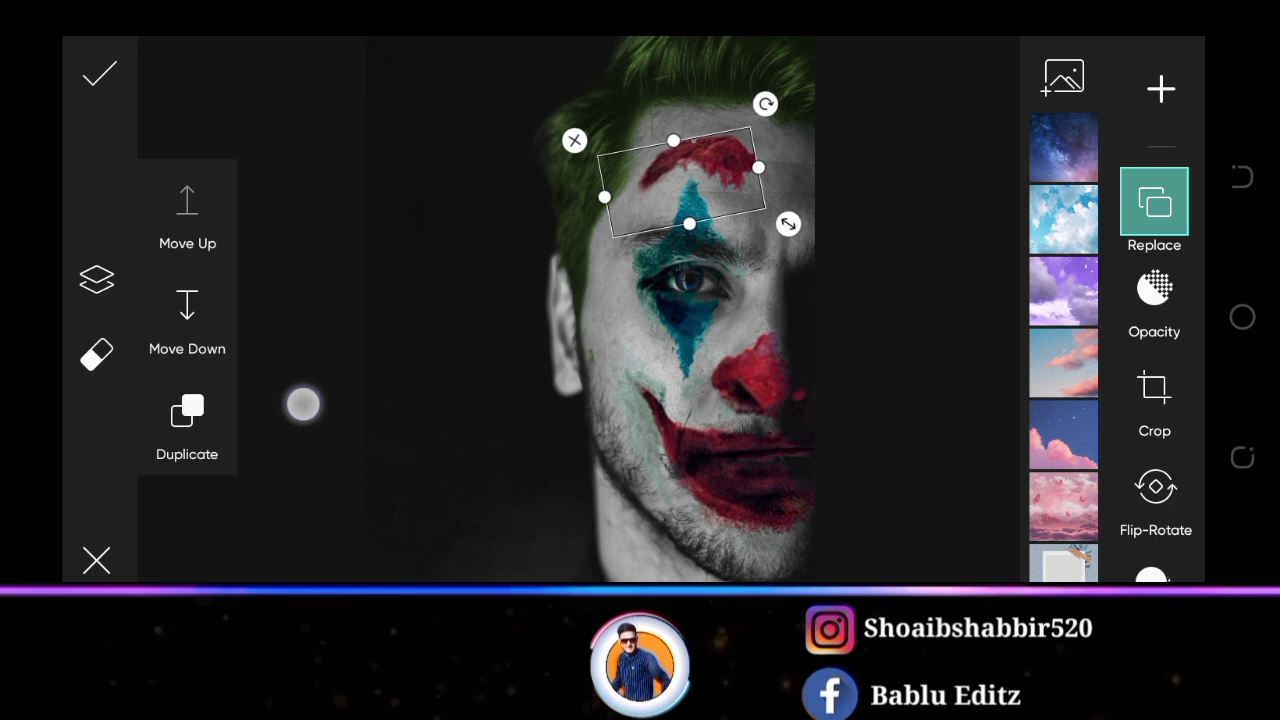 Move Up
Move Down
Duplicate
Replace
Opacity
Crop
Flip-Rotate
Shoaibshabbir520
Bablu Editz